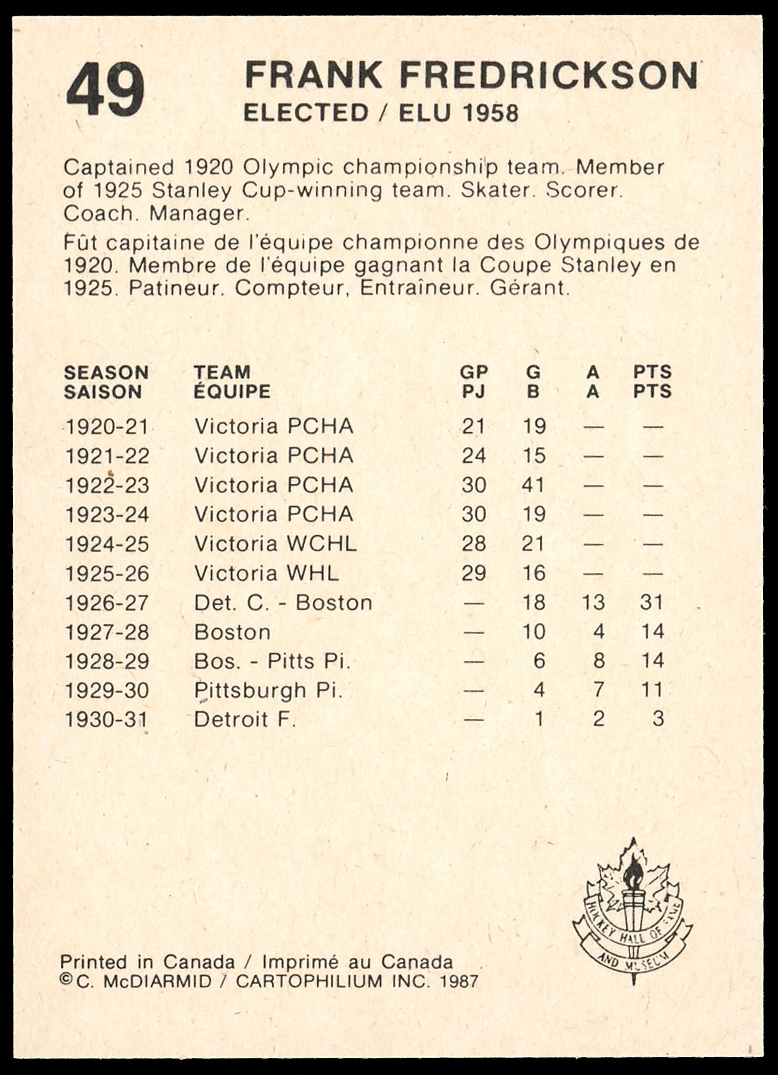 49
FRANK FREDRICKSON
ELECTED / ELU 1958
Captained 1920 Olympic championship team. Member
of 1925 Stanley Cup-winning team. Skater. Scorer.
Coach. Manager.
Fût capitaine de l'équipe championne des Olympiques de
1920. Membre de l'équipe gagnant la Coupe Stanley en
1925. Patineur. Compteur, Entraîneur. Gérant.
SEASON TEAM GP G A PTS
SAISON ÉQUIPE PJ B A PTS
1920-21 Victoria PCHA 21 19 — —
1921-22 Victoria PCHA 24 15 — —
1922-23 Victoria PCHA 30 41 — —
1923-24 Victoria PCHA 30 19 — —
1924-25 Victoria WCHL 28 21 — —
1925-26 Victoria WHL 29 16 — —
1926-27 Det. C. - Boston — 18 13 31
1927-28 Boston — 10 4 14
1928-29 Bos. - Pitts Pi. — 6 8 14
1929-30 Pittsburgh Pi. — 4 7 11
1930-31 Detroit F. — 1 2 3
HOCKEY HALL OF FAME
AND MUSEUM
Printed in Canada / Imprimé au Canada
©C. McDIARMID / CARTOPHILIUM INC. 1987